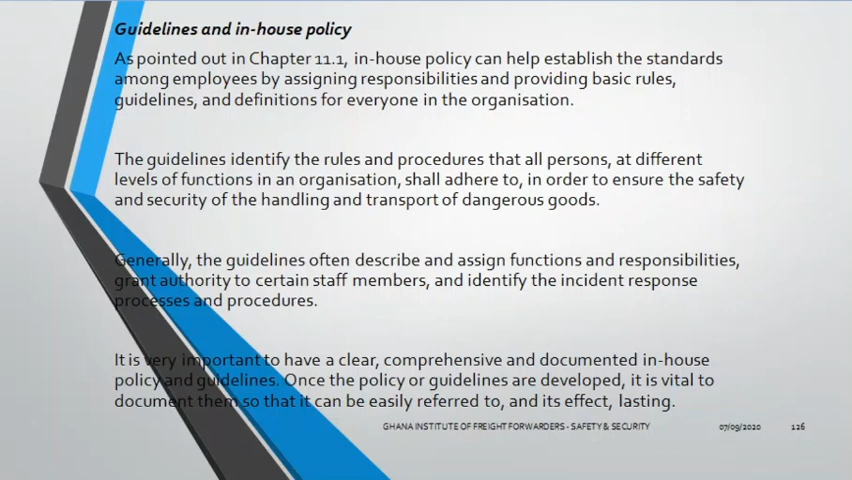 Guidelines and in-house policy
As pointed out in Chapter 11.1, in-house policy can help establish the standards
among employees by assigning responsibilities and providing basic rules,
guidelines, and definitions for everyone in the organisation.
The guidelines identify the rules and procedures that all persons, at different
levels of functions in an organisation, shall adhere to, in order to ensure the safety
and security of the handling and transport of dangerous goods.
Generally, the guidelines often describe and assign functions and responsibilities,
grant authority to certain staff members, and identify the incident response
processes and procedures.
It is very important to have a clear, comprehensive and documented in-house
policy and guidelines. Once the policy or guidelines are developed, it is vital to
document them so that it can be easily referred to, and its effect, lasting.
GHANA INSTITUTE OF FREIGHT FORWARDERS - SAFETY & SECURITY 07/09/2020 126